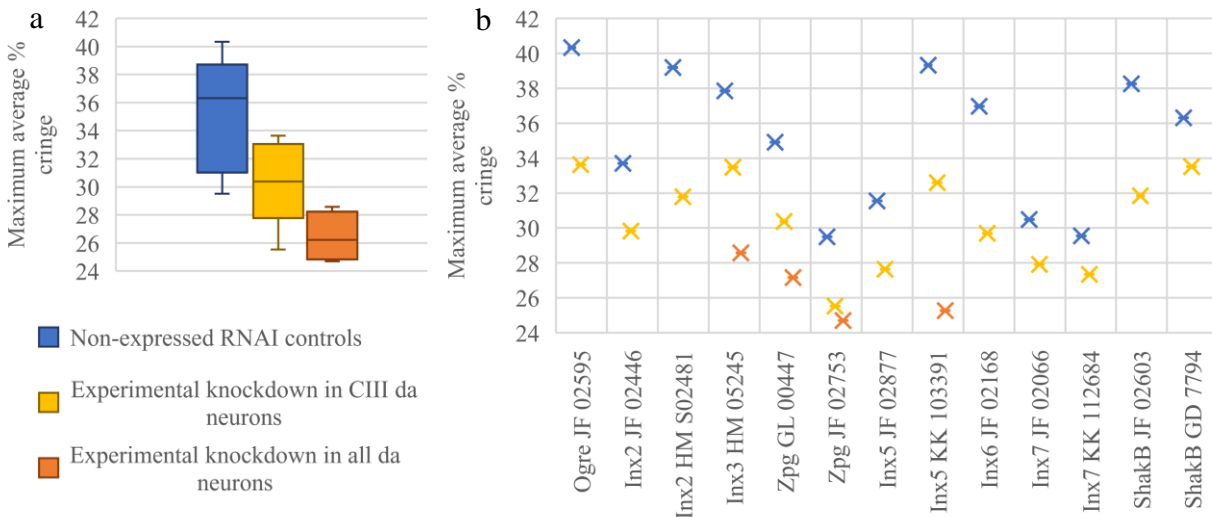 a
Maximum average %
cringe
42
40
38
36
34
32
30
28
26
24
Non-expressed RNAI controls
Experimental knockdown in CIII da
neurons
Experimental knockdown in all da
neurons
b
Maximum average %
cringe
42
40
38
36
34
32
30
28
26
24
Ogre JF 02595
Inx2 JF 02446
Inx2 HM S02481
Inx3 HM 05245
Zpg GL 00447
Zpg JF 02753
Inx5 JF 02877
Inx5 KK 103391
Inx6 JF 02168
Inx7 JF 02066
Inx7 KK 112684
ShakB JF 02603
ShakB GD 7794